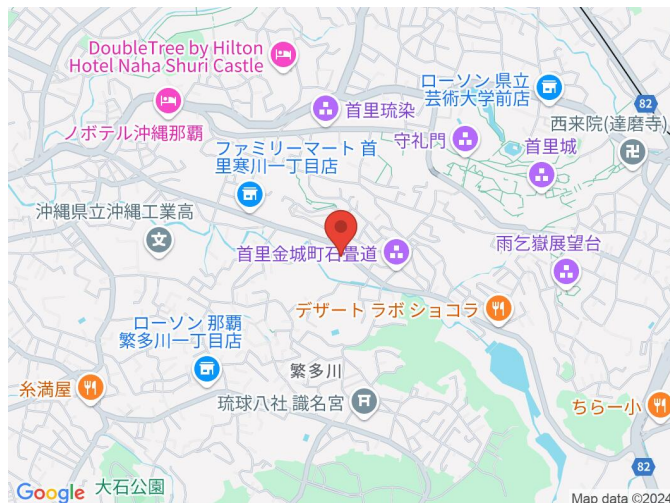 DoubleTree by Hilton
Hotel Naha Shuri Castle
ローソン 県立
芸術大学前店
82
ノボテル沖縄那覇
首里琉染
守礼門
首里城
西来院(達磨寺)
ファミリーマート 首
里寒川一丁目店
沖縄県立沖縄工業高
首里金城町石畳道
雨乞嶽展望台
デザート ラボ ショコラ
ローソン 那覇
繁多川一丁目店
繁多川
糸満屋
琉球八社 識名宮
ちらー小
82
大石公園
Google
Map data ©2024